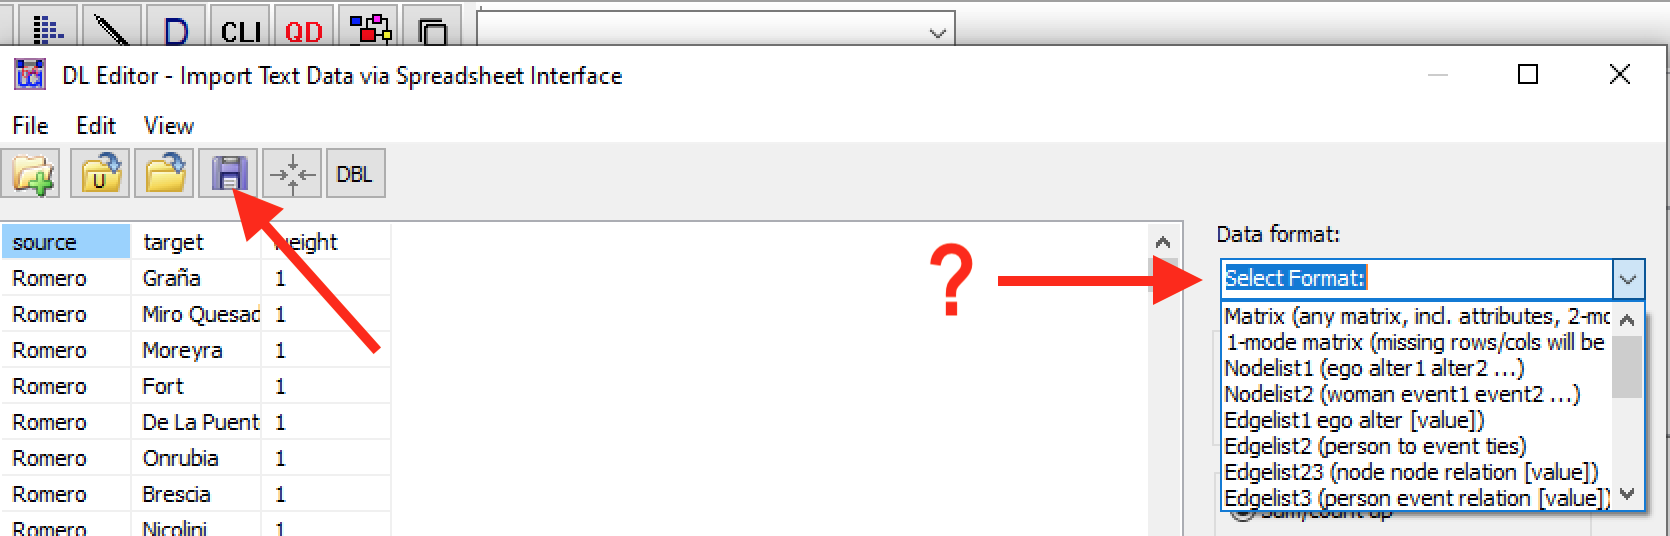 D CLI QD
DL Editor - Import Text Data via Spreadsheet Interface
File Edit View
U DBL
source target weight
Romero Graña 1
Romero Miro Quesad 1
Romero Moreyra 1
Romero Fort 1
Romero De La Puent 1
Romero Onrubia 1
Romero Brescia 1
Romero Nicolini
?
Data format:
Select Format:
Matrix (any matrix, incl. attributes, 2-mo
1-mode matrix (missing rows/cols will be
Nodelist1 (ego alter1 alter2 ...)
Nodelist2 (woman event1 event2 ...)
Edgelist1 ego alter [value])
Edgelist2 (person to event ties)
Edgelist23 (node node relation [value])
Edgelist3 (person event relation [value])
Sum/count up